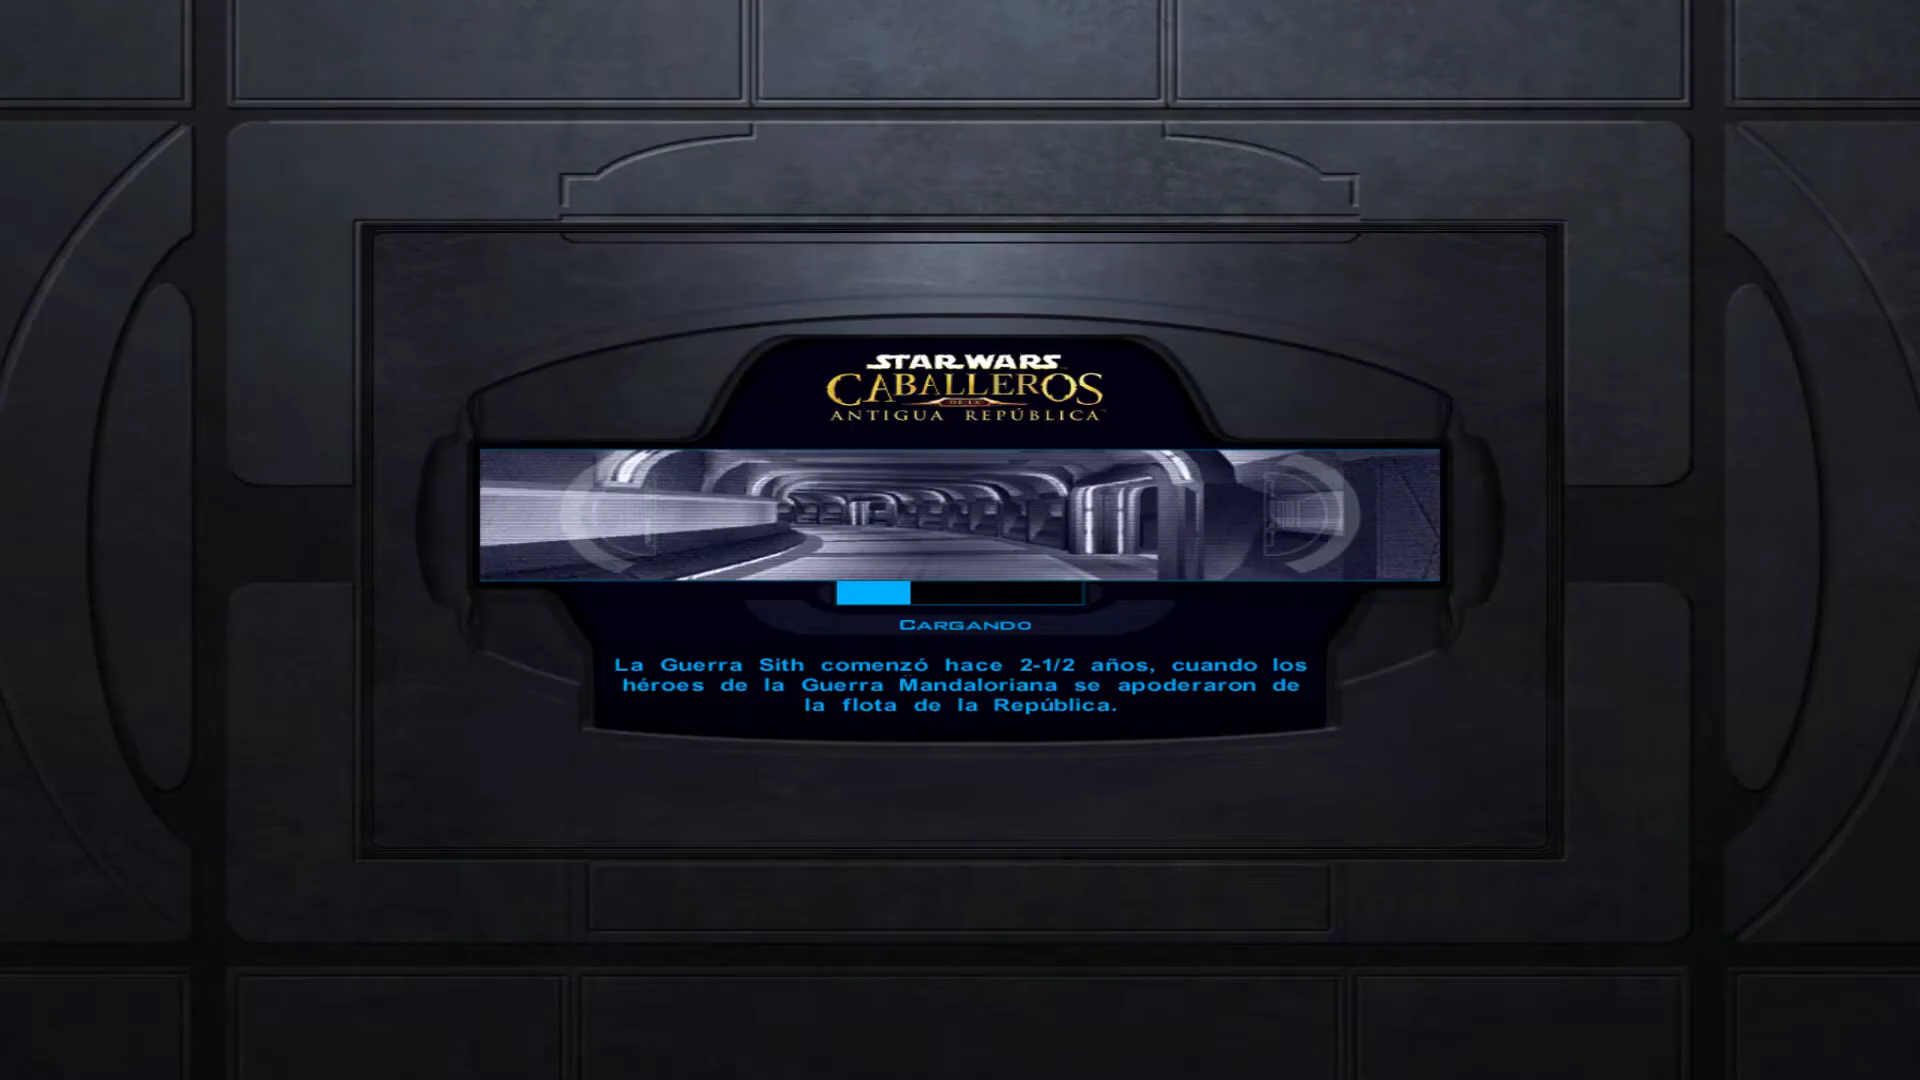 STAR WARS
CABALLEROS
DE LA
ANTIGUA REPÚBLICA™
CARGANDO
La Guerra Sith comenzó hace 2-1/2 años, cuando los
héroes de la Guerra Mandaloriana se apoderaron de
la flota de la República.